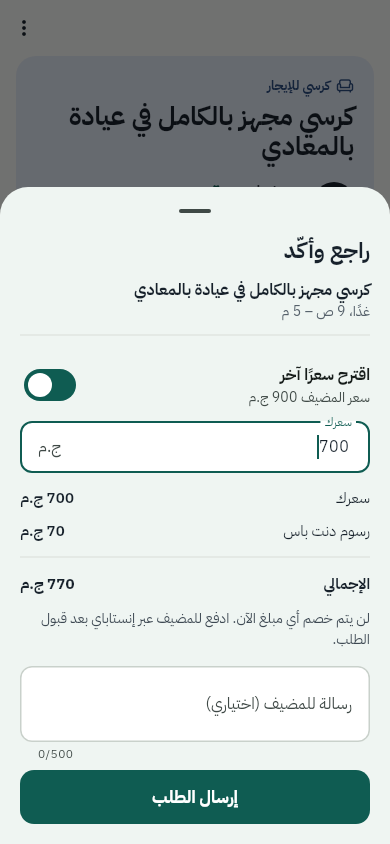 كرسي للإيجار
كرسي مجهز بالكامل في عيادة
بالمعادي
راجع وأكّد
كرسي مجهز بالكامل في عيادة بالمعادي
غدًا، 9 ص – 5 م
اقترح سعرًا آخر
سعر المضيف 900 ج.م
سعرك
700
ج.م
سعرك
700 ج.م
رسوم دنت باس
70 ج.م
الإجمالي
770 ج.م
لن يتم خصم أي مبلغ الآن. ادفع للمضيف عبر إنستاباي بعد قبول
الطلب.
رسالة للمضيف (اختياري)
0/500
إرسال الطلب